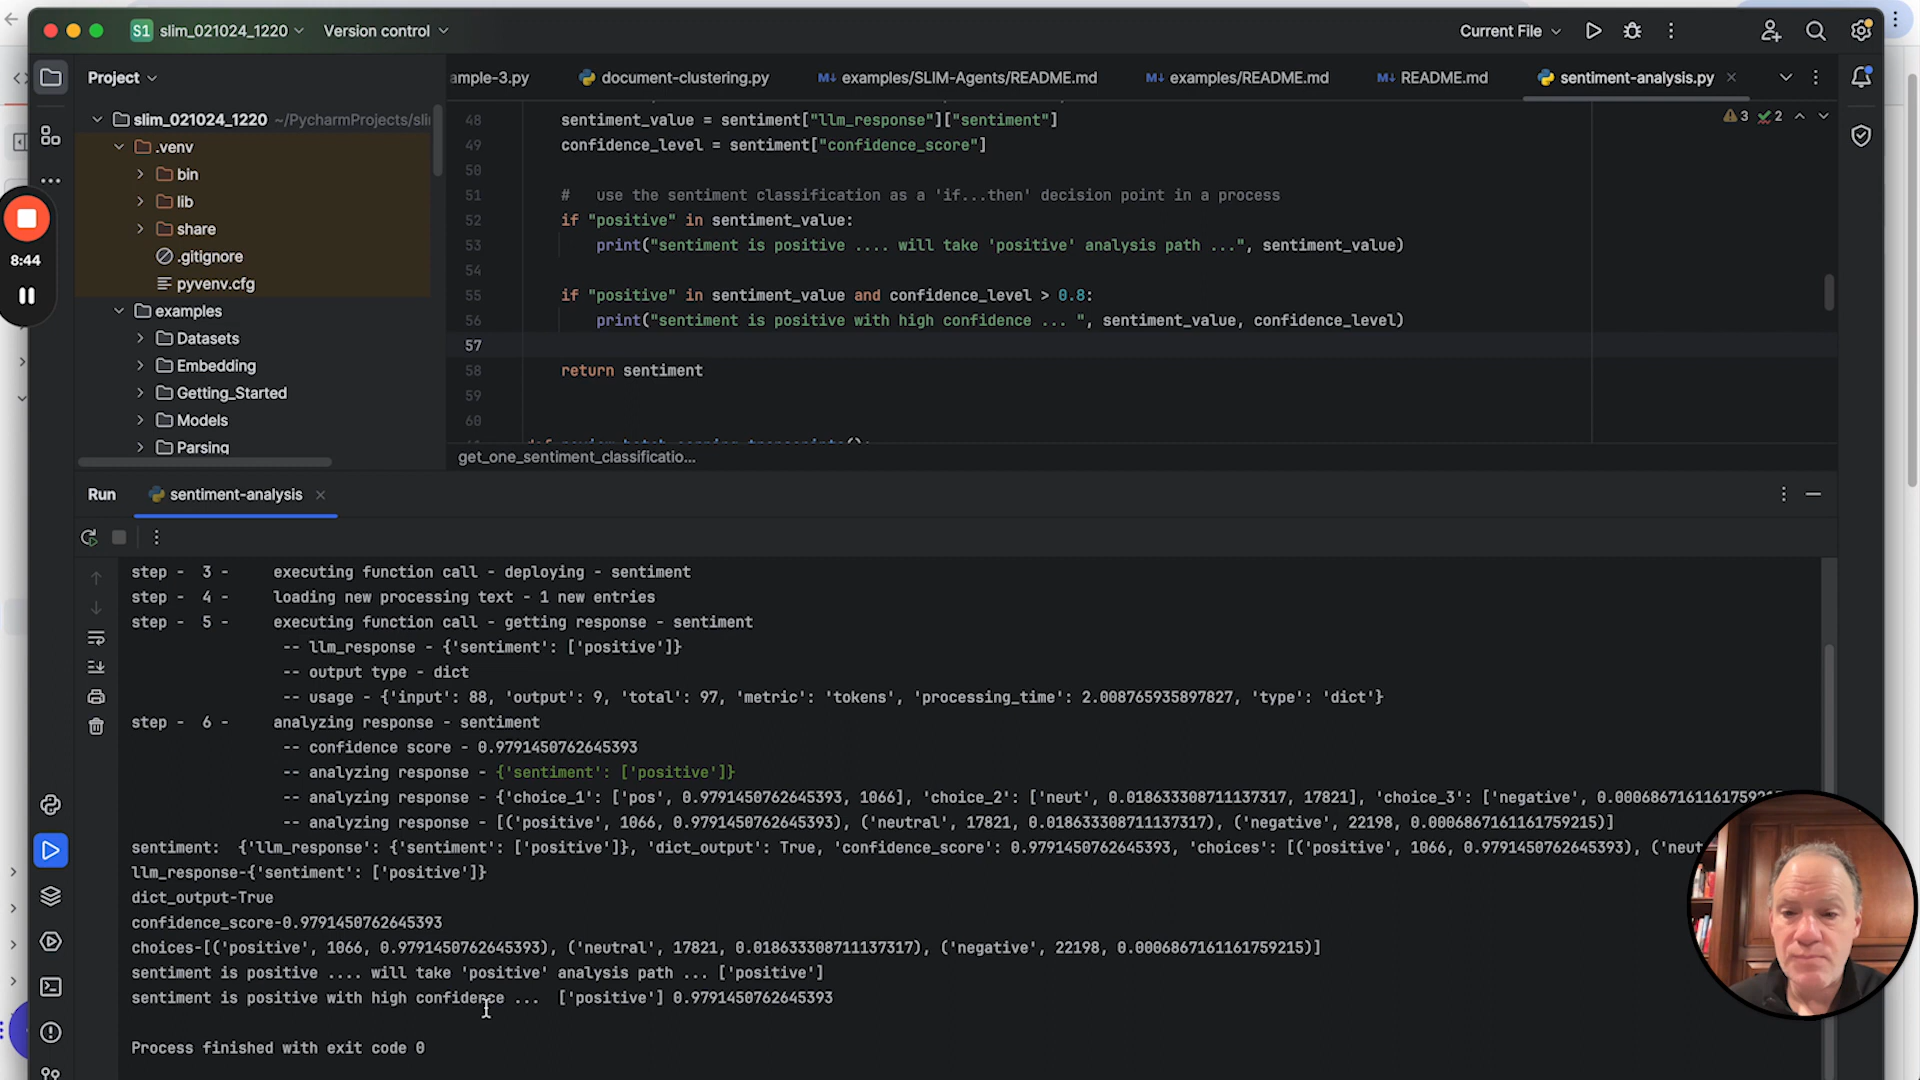 S1 slim_021024_1220 Version control Current File
Project
ample-3.py document-clustering.py examples/SLIM-Agents/README.md examples/README.md README.md sentiment-analysis.py
slim_021024_1220 ~/PycharmProjects/sli
.venv
bin
lib
share
.gitignore
pyvenv.cfg
examples
Datasets
Embedding
Getting_Started
Models
Parsing
8:44
3 2
48 sentiment_value = sentiment["llm_response"]["sentiment"]
49 confidence_level = sentiment["confidence_score"]
50
51 # use the sentiment classification as a 'if...then' decision point in a process
52 if "positive" in sentiment_value:
53 print("sentiment is positive .... will take 'positive' analysis path ...", sentiment_value)
54
55 if "positive" in sentiment_value and confidence_level > 0.8:
56 print("sentiment is positive with high confidence ... ", sentiment_value, confidence_level)
57
58 return sentiment
59
60
get_one_sentiment_classificatio...
Run sentiment-analysis
step - 3 - executing function call - deploying - sentiment
step - 4 - loading new processing text - 1 new entries
step - 5 - executing function call - getting response - sentiment
-- llm_response - {'sentiment': ['positive']}
-- output type - dict
-- usage - {'input': 88, 'output': 9, 'total': 97, 'metric': 'tokens', 'processing_time': 2.008765935897827, 'type': 'dict'}
step - 6 - analyzing response - sentiment
-- confidence score - 0.9791450762645393
-- analyzing response - {'sentiment': ['positive']}
-- analyzing response - {'choice_1': ['pos', 0.9791450762645393, 1066], 'choice_2': ['neut', 0.018633308711137317, 17821], 'choice_3': ['negative', 0.0006867161161759215
-- analyzing response - [('positive', 1066, 0.9791450762645393), ('neutral', 17821, 0.018633308711137317), ('negative', 22198, 0.0006867161161759215)]
sentiment: {'llm_response': {'sentiment': ['positive']}, 'dict_output': True, 'confidence_score': 0.9791450762645393, 'choices': [('positive', 1066, 0.9791450762645393), ('neut
llm_response-{'sentiment': ['positive']}
dict_output-True
confidence_score-0.9791450762645393
choices-[('positive', 1066, 0.9791450762645393), ('neutral', 17821, 0.018633308711137317), ('negative', 22198, 0.0006867161161759215)]
sentiment is positive .... will take 'positive' analysis path ... ['positive']
sentiment is positive with high confidence ... ['positive'] 0.9791450762645393
Process finished with exit code 0